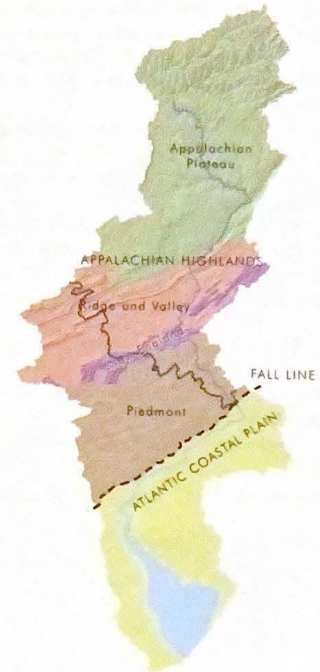 Appalachian
Plateau
APPALACHIAN HIGHLANDS
Ridge and Valley
FALL LINE
Piedmont
ATLANTIC COASTAL PLAIN